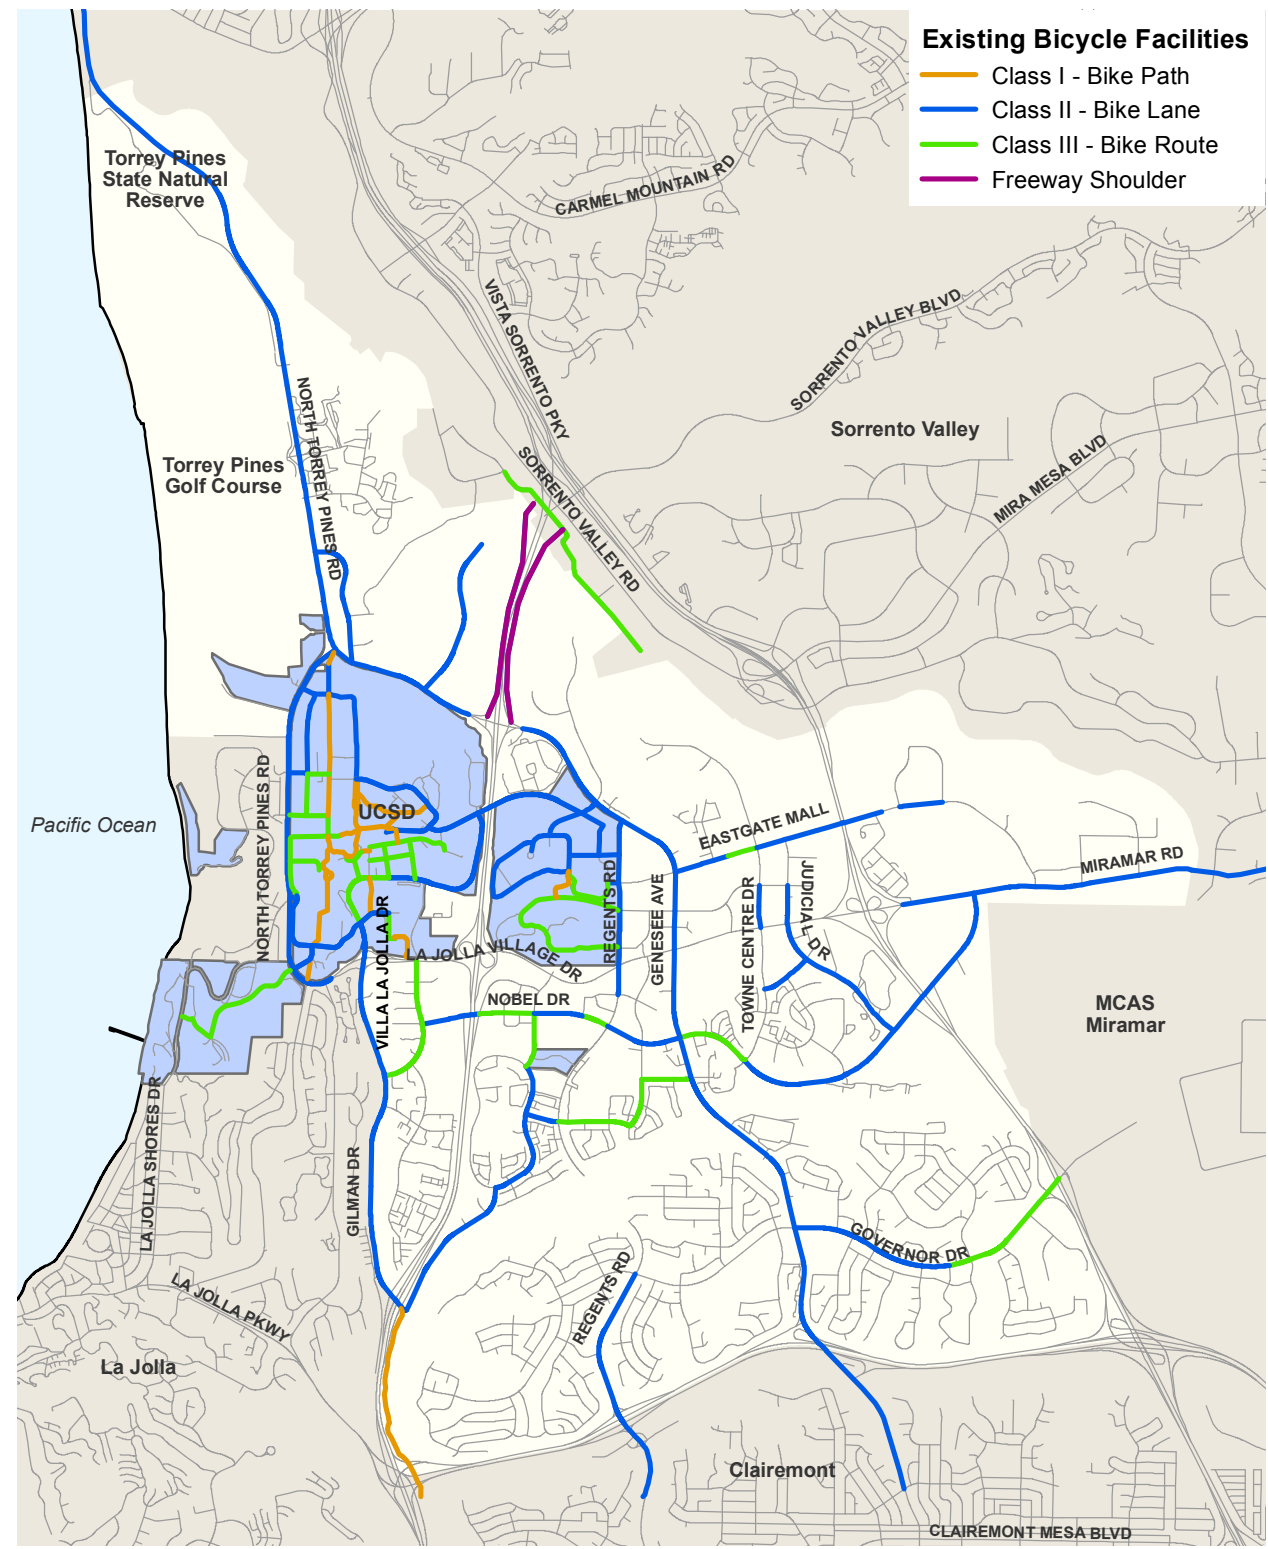 Existing Bicycle Facilities
Class I - Bike Path
Class II - Bike Lane
Class III - Bike Route
Freeway Shoulder
Torrey Pines
State Natural
Reserve
CARMEL MOUNTAIN RD
VISTA SORRENTO PKY
SORRENTO VALLEY BLVD
NORTH TORREY PINES RD
Sorrento Valley
Torrey Pines
Golf Course
SORRENTO VALLEY RD
MIRA MESA BLVD
Pacific Ocean
NORTH TORREY PINES RD
UCSD
EASTGATE MALL
MIRAMAR RD
REGENTS RD
GENESEE AVE
TOWNE CENTRE DR
JUDICIAL DR
VILLA LA JOLLA DR
LA JOLLA VILLAGE DR
NOBEL DR
MCAS
Miramar
LA JOLLA SHORES DR
GILMAN DR
GOVERNOR DR
REGENTS RD
LA JOLLA PKWY
La Jolla
Clairemont
CLAIREMONT MESA BLVD